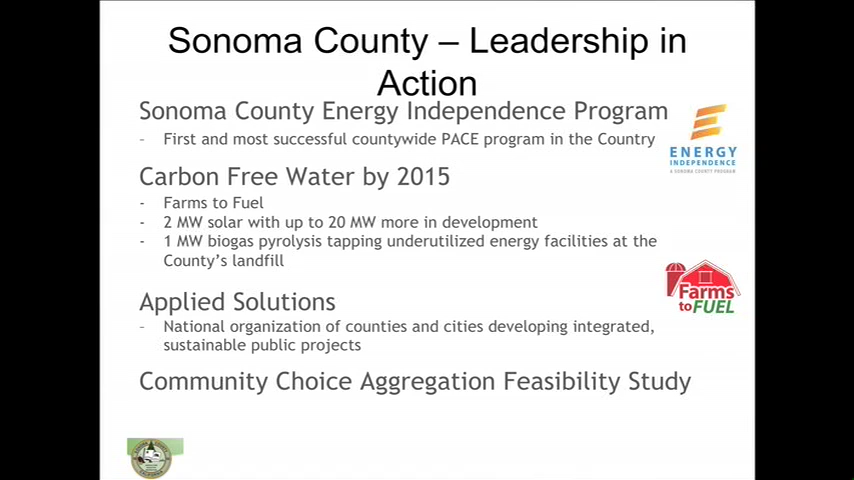 Sonoma County – Leadership in
Action
Sonoma County Energy Independence Program
- First and most successful countywide PACE program in the Country
ENERGY
INDEPENDENCE
A SONOMA COUNTY PROGRAM
Carbon Free Water by 2015
- Farms to Fuel
- 2 MW solar with up to 20 MW more in development
- 1 MW biogas pyrolysis tapping underutilized energy facilities at the
County’s landfill
Farms
to FUEL
Applied Solutions
- National organization of counties and cities developing integrated,
sustainable public projects
Community Choice Aggregation Feasibility Study